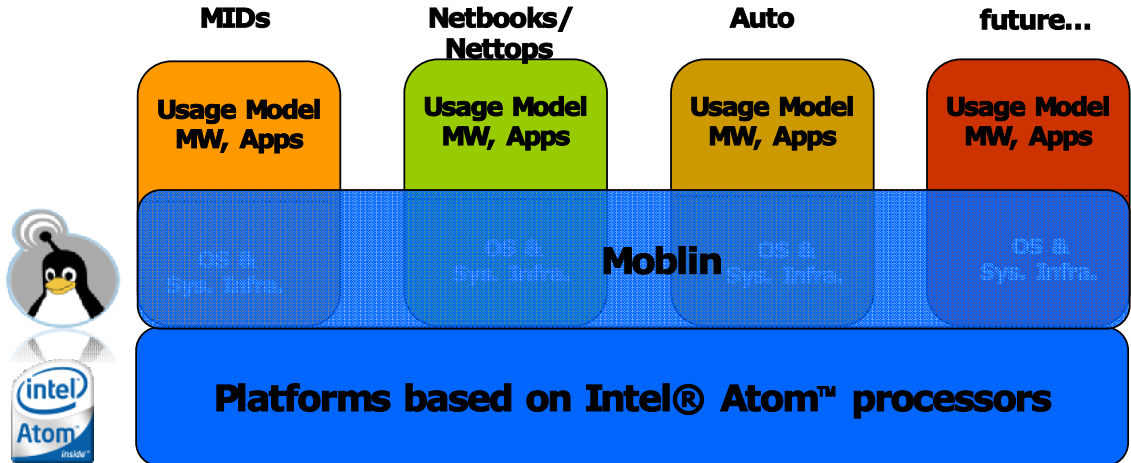 MIDs
Netbooks/
Nettops
Auto
future...
Usage Model
MW, Apps
Usage Model
MW, Apps
Usage Model
MW, Apps
Usage Model
MW, Apps
OS &
Sys. Infra.
OS &
Sys. Infra.
Moblin
OS &
Sys. Infra.
OS &
Sys. Infra.
Platforms based on Intel® Atom™ processors
intel
Atom™
inside™